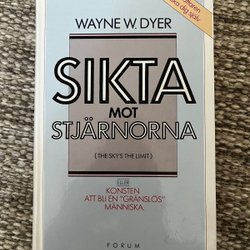 WAYNE W. DYER
SIKTA
MOT
STJÄRNORNA
(THE SKY'S THE LIMIT)
ELLER
KONSTEN
ATT BLI EN "GRÄNSLÖS"
MÄNNISKA
FORUM